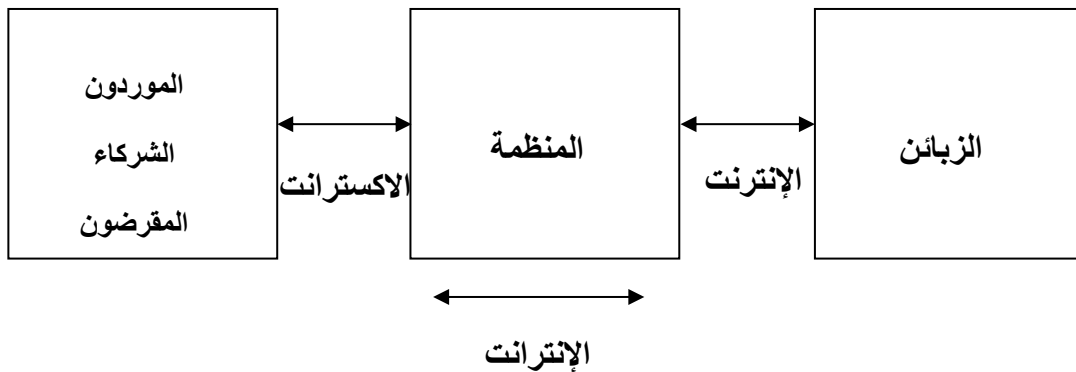 الموردون
الشركاء
المقرضون
الاكسترانت
المنظمة
الإنترنت
الزبائن
الإنترانت